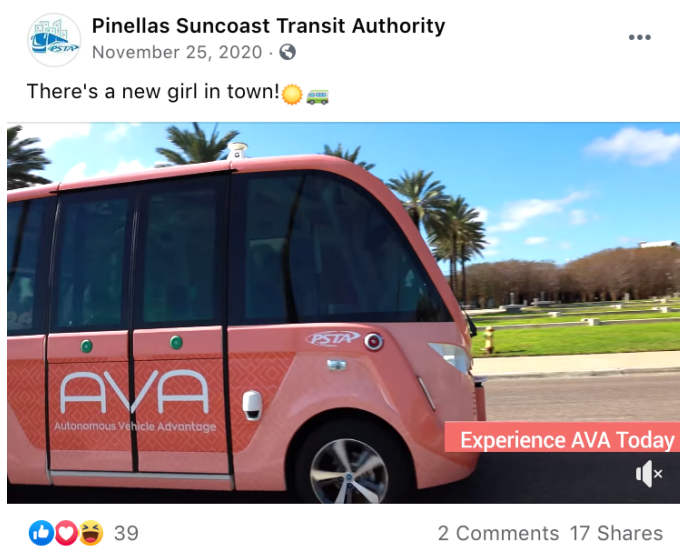 PSTA
Pinellas Suncoast Transit Authority
November 25, 2020 ·
There's a new girl in town!
PSTA
AVA
Autonomous Vehicle Advantage
Experience AVA Today
39
2 Comments 17 Shares